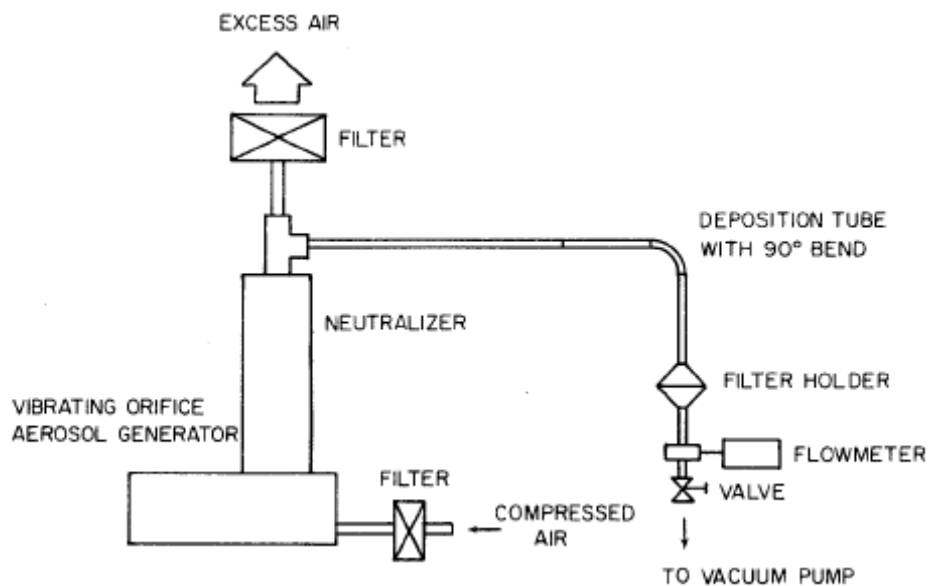 EXCESS AIR
FILTER
DEPOSITION TUBE
WITH 90° BEND
NEUTRALIZER
FILTER HOLDER
VIBRATING ORIFICE
AEROSOL GENERATOR
FLOWMETER
FILTER
VALVE
COMPRESSED
AIR
TO VACUUM PUMP